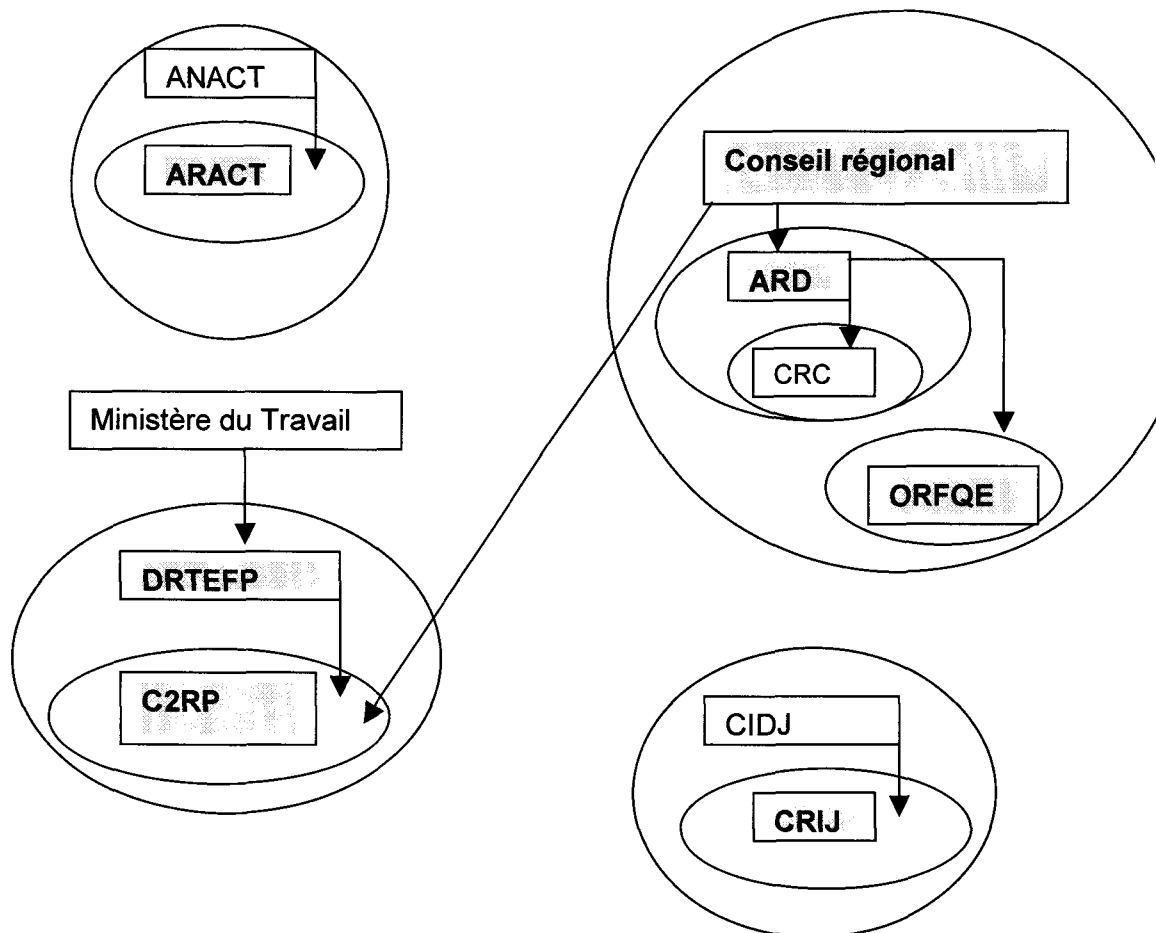 ANACT
ARACT
Conseil régional
ARD
CRC
ORFQE
Ministère du Travail
DRTEFP
C2RP
CIDJ
CRIJ